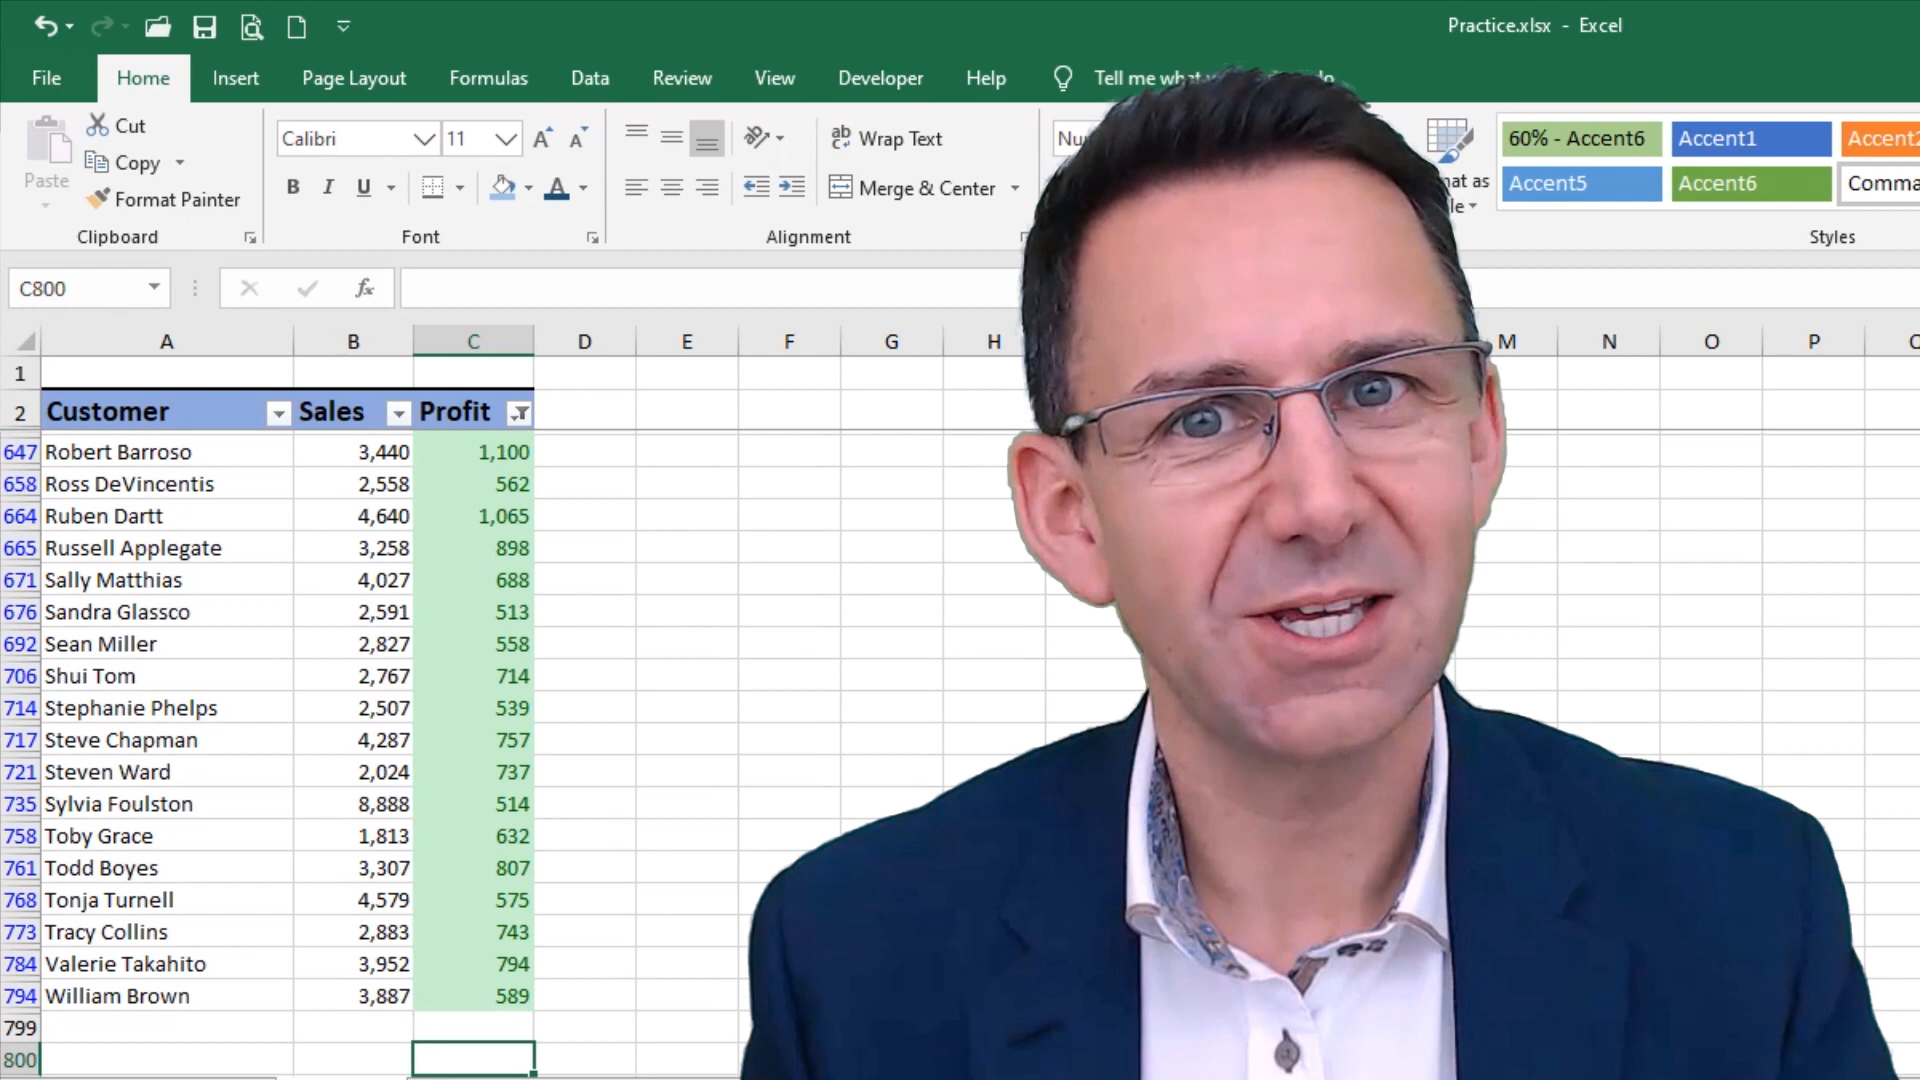 Practice.xlsx - Excel
File Home Insert Page Layout Formulas Data Review View Developer Help Tell me what
Cut
Copy
Format Painter
Paste
Clipboard
Calibri 11 A A
B I U A
Font
ab Wrap Text
Merge & Center
Alignment
60% - Accent6 Accent1 Accent2
Accent5 Accent6 Comma
Styles
C800 fx
A B C D E F G H M N O P
1
2 Customer Sales Profit
647 Robert Barroso 3,440 1,100
658 Ross DeVincentis 2,558 562
664 Ruben Dartt 4,640 1,065
665 Russell Applegate 3,258 898
671 Sally Matthias 4,027 688
676 Sandra Glassco 2,591 513
692 Sean Miller 2,827 558
706 Shui Tom 2,767 714
714 Stephanie Phelps 2,507 539
717 Steve Chapman 4,287 757
721 Steven Ward 2,024 737
735 Sylvia Foulston 8,888 514
758 Toby Grace 1,813 632
761 Todd Boyes 3,307 807
768 Tonja Turnell 4,579 575
773 Tracy Collins 2,883 743
784 Valerie Takahito 3,952 794
794 William Brown 3,887 589
799
800